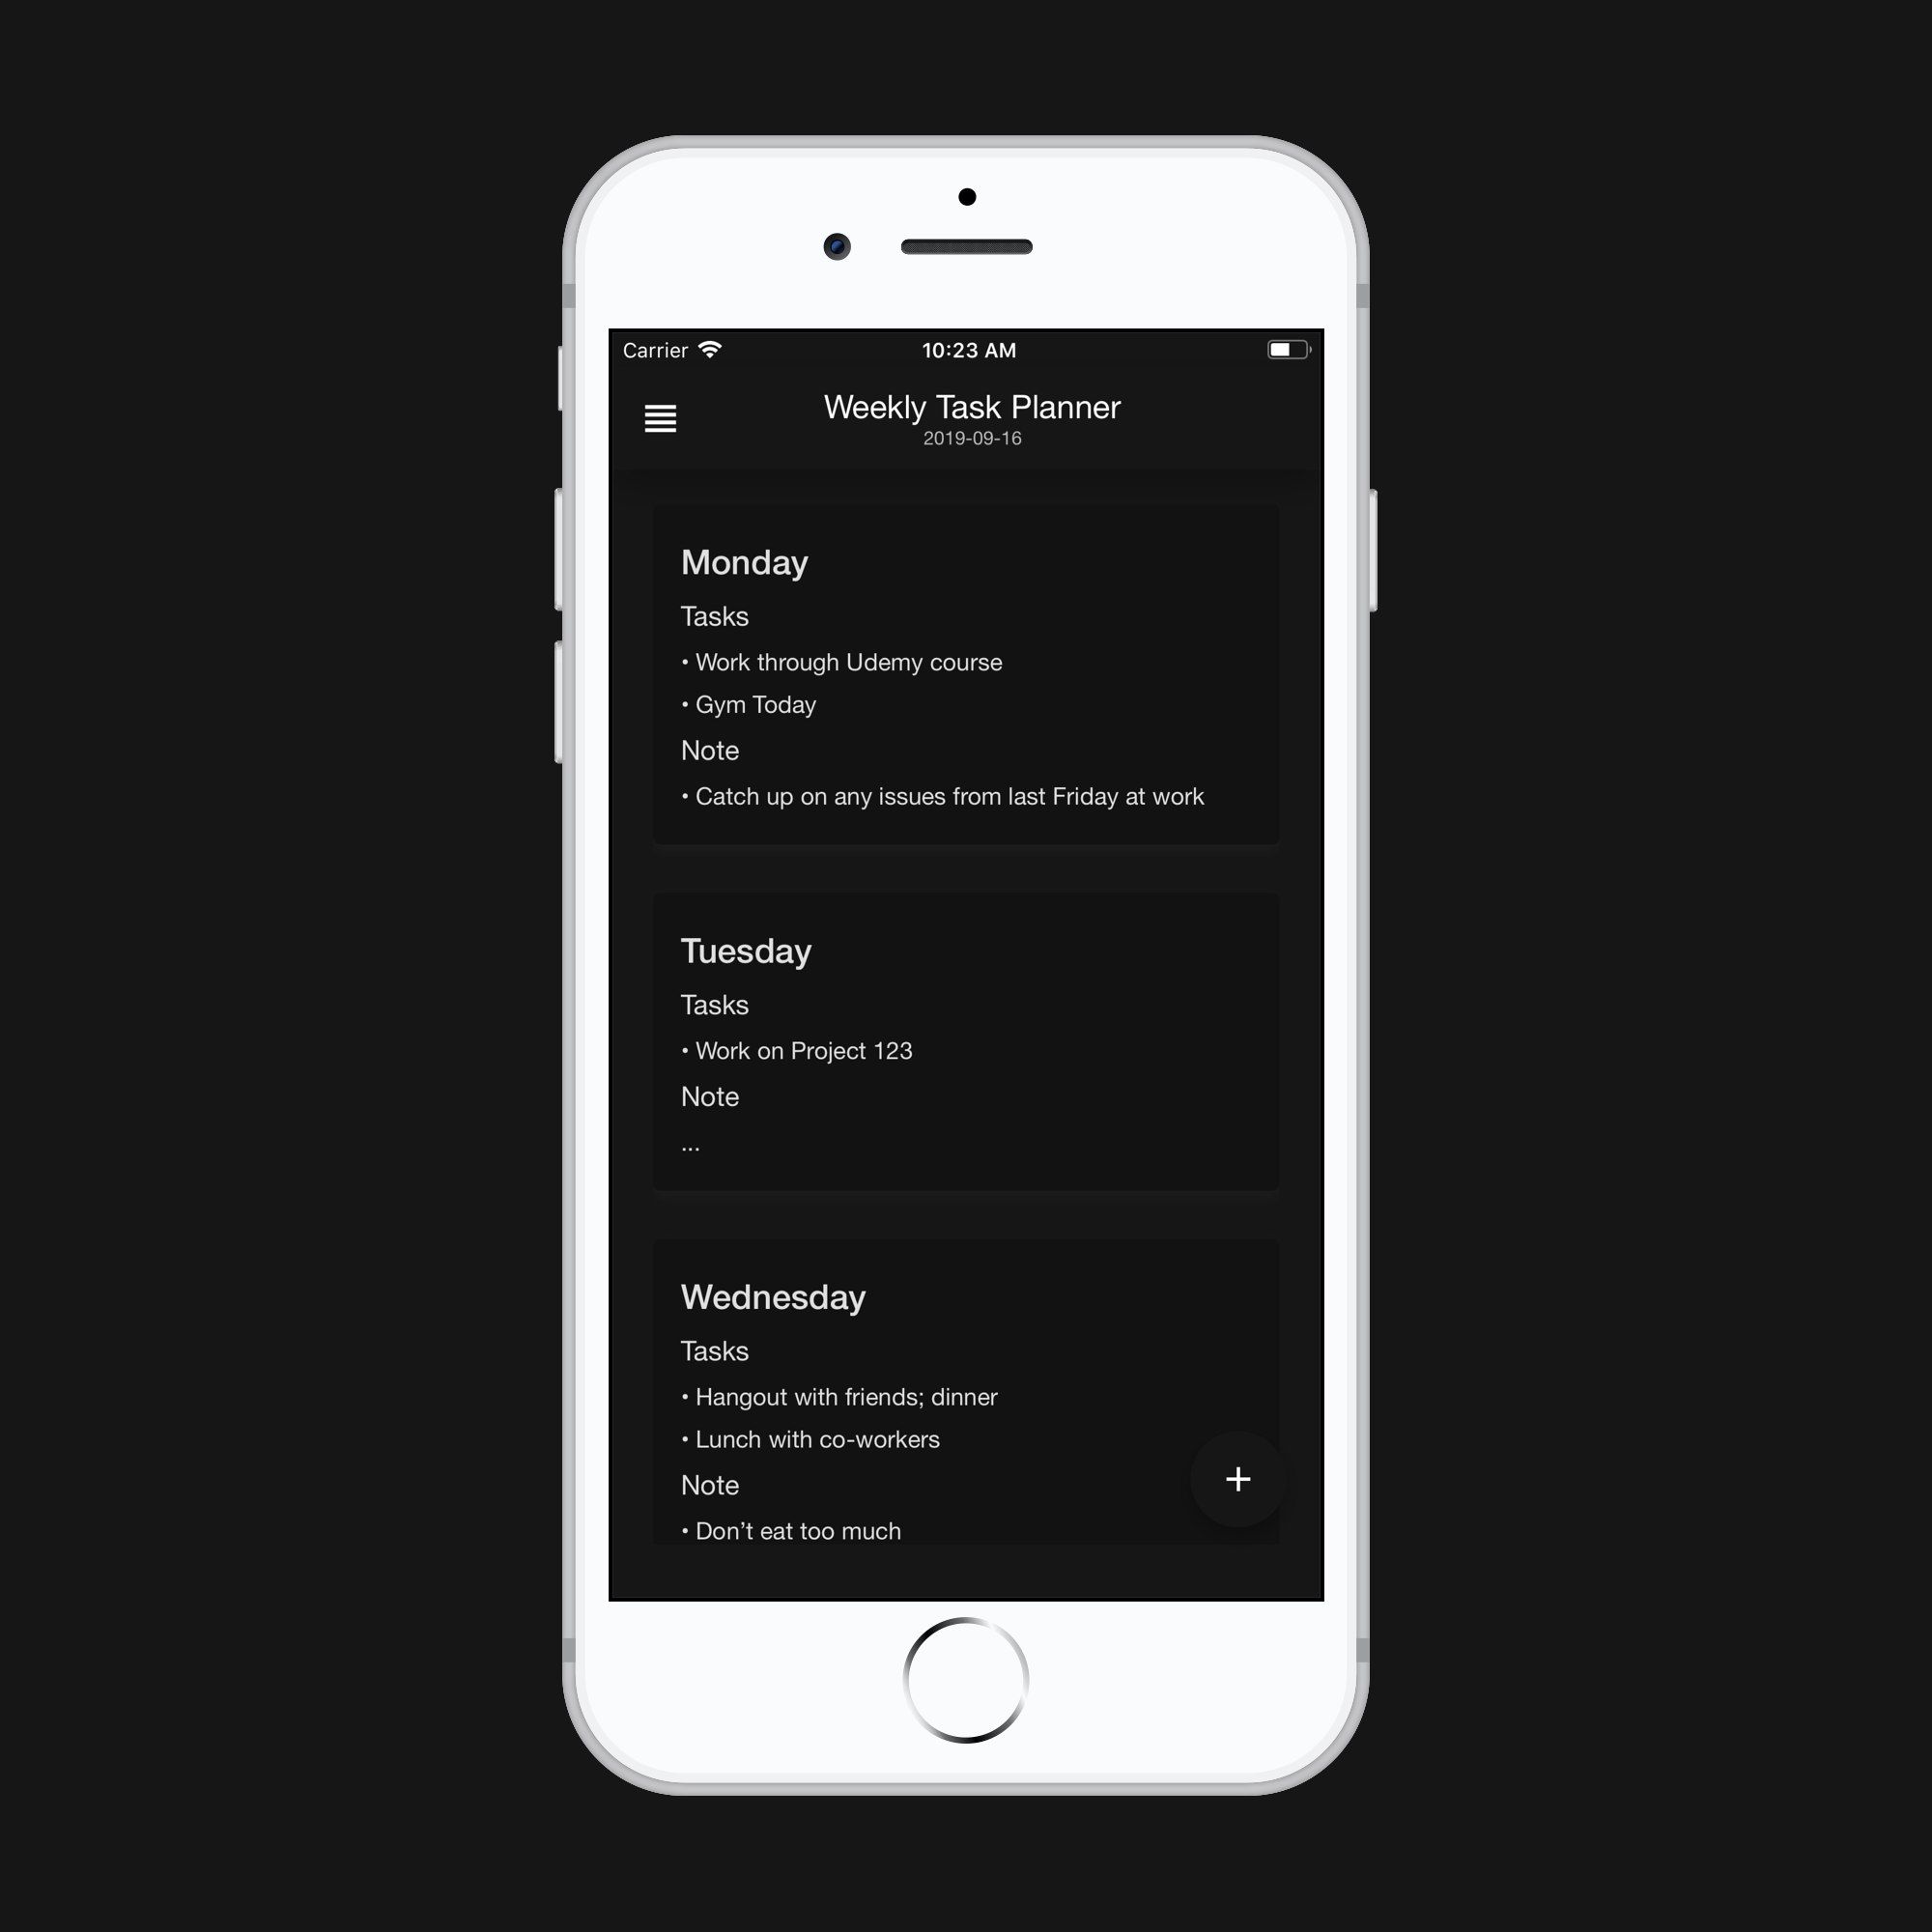 Carrier 10:23 AM
Weekly Task Planner
2019-09-16
Monday
Tasks
• Work through Udemy course
• Gym Today
Note
• Catch up on any issues from last Friday at work
Tuesday
Tasks
• Work on Project 123
Note
...
Wednesday
Tasks
• Hangout with friends; dinner
• Lunch with co-workers
Note
• Don’t eat too much
+